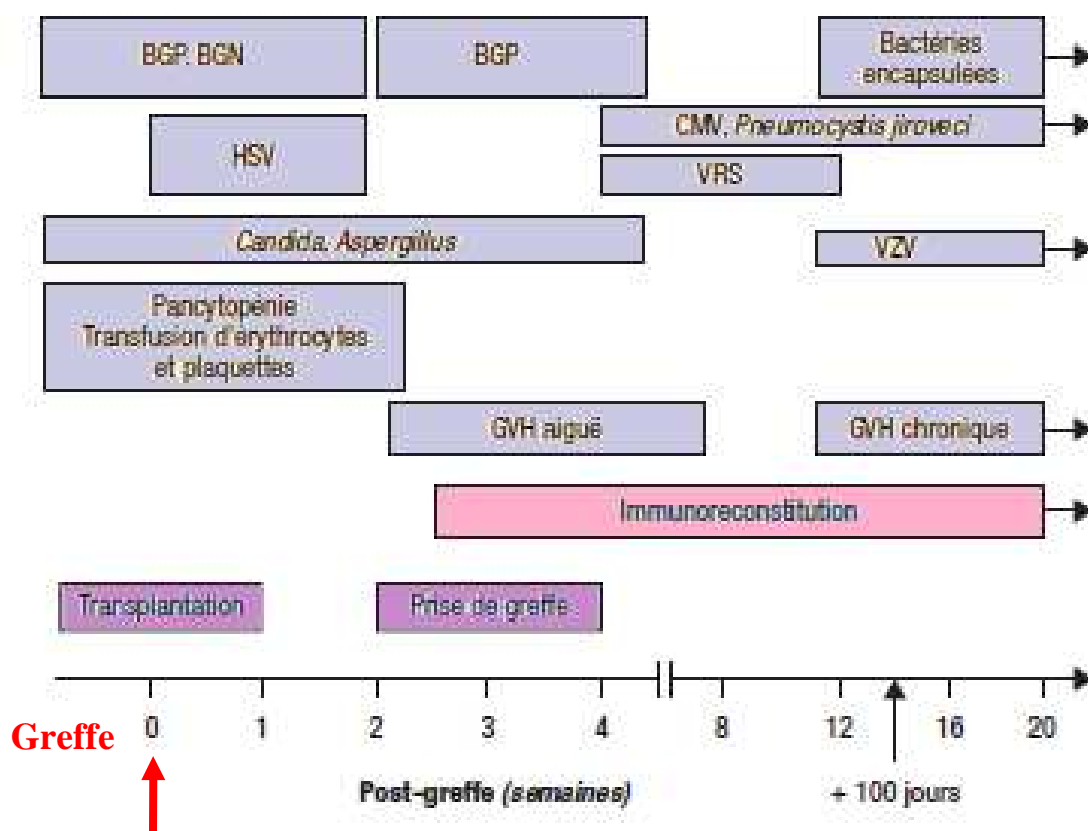 BGP. BGN
BGP
Bactéries
encapsulées
CMV, Pneumocystis jiroveci
HSV
VRS
Candida. Aspergillus
VZV
Pancytopénie
Transfusion d'érythrocytes
et plaquettes
GVH aiguë
GVH chronique
Immunoreconstitution
Transplantation
Prise de greffe
0 1 2 3 4 8 12 16 20
Greffe
Post-greffe (semaines)
+ 100 jours